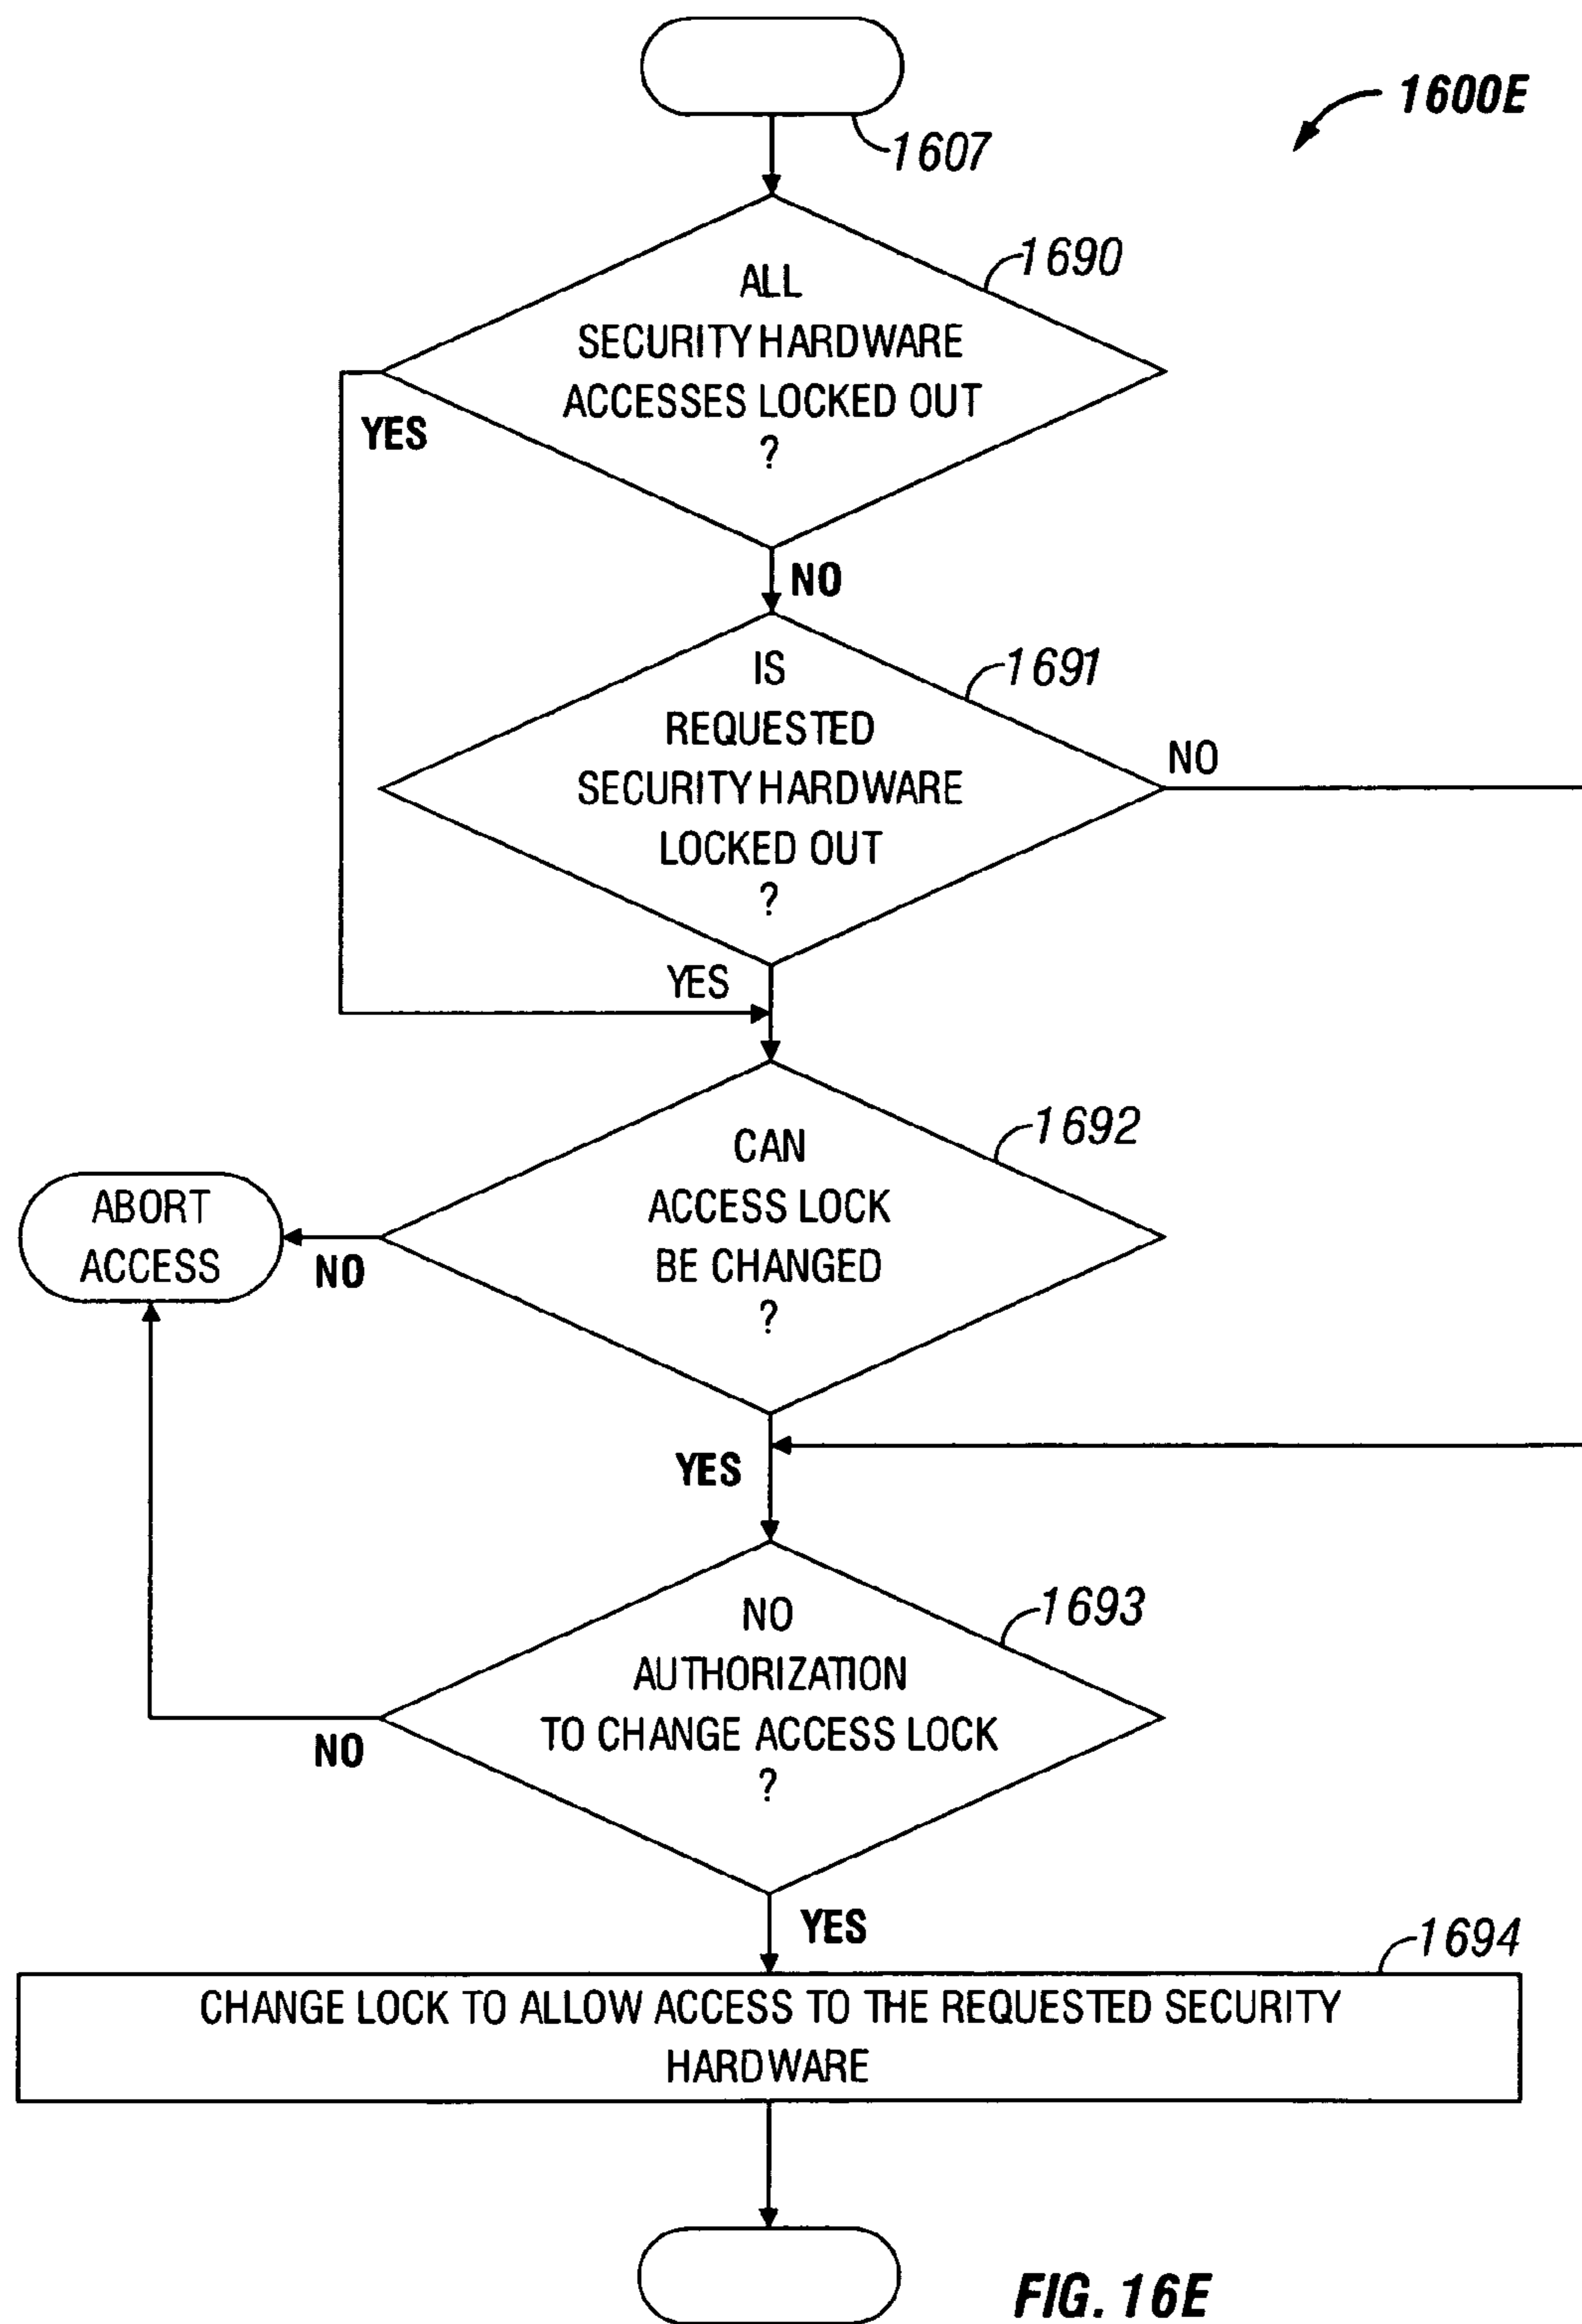 1600E
1607
1690
ALL
SECURITY HARDWARE
ACCESSES LOCKED OUT
?
YES
NO
1691
IS
REQUESTED
SECURITY HARDWARE
LOCKED OUT
?
NO
YES
1692
CAN
ACCESS LOCK
BE CHANGED
?
ABORT
ACCESS
NO
YES
1693
NO
AUTHORIZATION
TO CHANGE ACCESS LOCK
?
NO
YES
1694
CHANGE LOCK TO ALLOW ACCESS TO THE REQUESTED SECURITY
HARDWARE
FIG. 16E